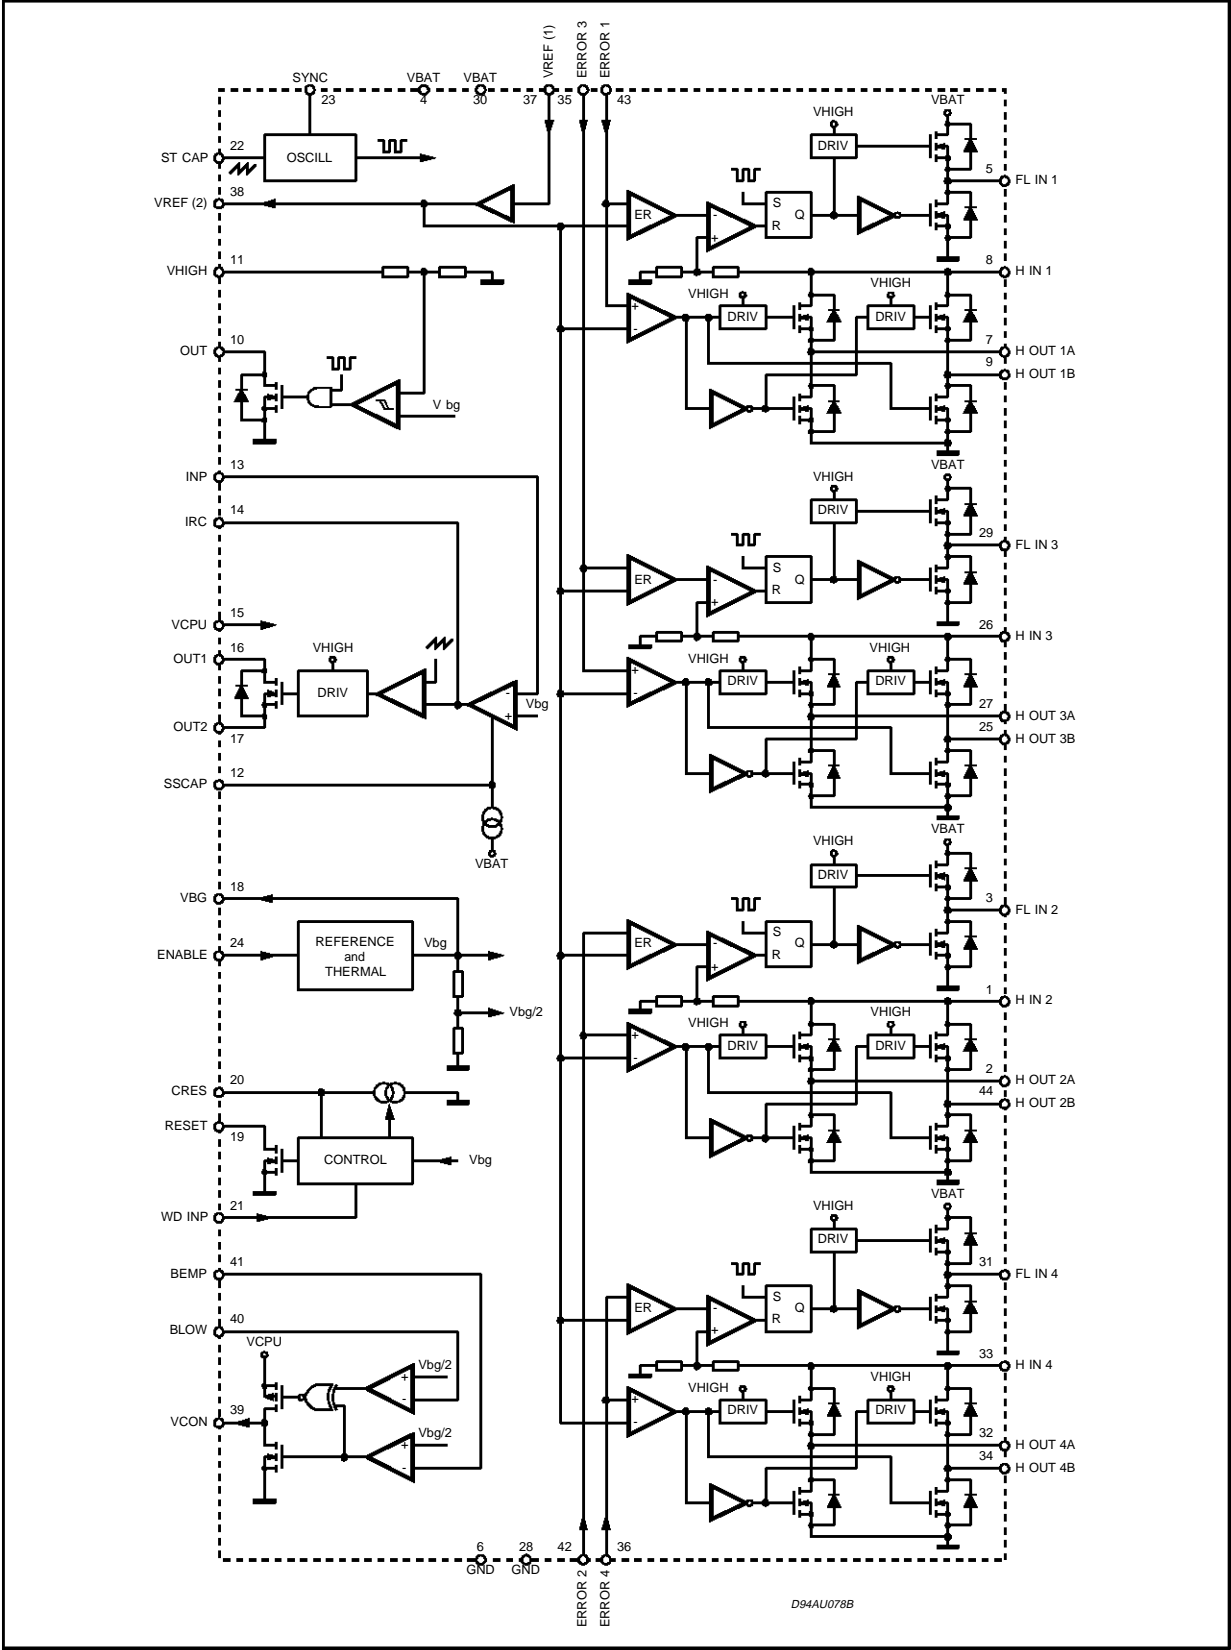 VREF (1)
ERROR 3
ERROR 1
SYNC
VBAT
VBAT
23
4
30
37
35
43
VHIGH
VBAT
22
ST CAP
OSCILL
DRIV
5
FL IN 1
38
VREF (2)
ER
-
+
S
R
Q
11
VHIGH
8
H IN 1
VHIGH
VHIGH
+
-
DRIV
DRIV
10
OUT
7
H OUT 1A
9
H OUT 1B
V bg
13
INP
VBAT
VHIGH
14
IRC
DRIV
29
FL IN 3
ER
-
+
S
R
Q
15
VCPU
26
H IN 3
16
OUT1
VHIGH
VHIGH
VHIGH
DRIV
-
+
Vbg
+
-
DRIV
DRIV
27
H OUT 3A
OUT2
17
25
H OUT 3B
12
SSCAP
VBAT
VBAT
VHIGH
DRIV
18
VBG
3
FL IN 2
24
ENABLE
REFERENCE
and
THERMAL
Vbg
ER
-
+
S
R
Q
Vbg/2
1
H IN 2
VHIGH
VHIGH
+
-
DRIV
DRIV
20
CRES
2
H OUT 2A
44
H OUT 2B
RESET
19
CONTROL
Vbg
21
WD INP
VBAT
VHIGH
DRIV
41
BEMP
31
FL IN 4
ER
-
+
S
R
Q
40
BLOW
VCPU
33
H IN 4
Vbg/2
+
-
VHIGH
VHIGH
+
-
DRIV
DRIV
39
VCON
Vbg/2
+
-
32
H OUT 4A
34
H OUT 4B
6
GND
28
GND
42
36
ERROR 2
ERROR 4
D94AU078B